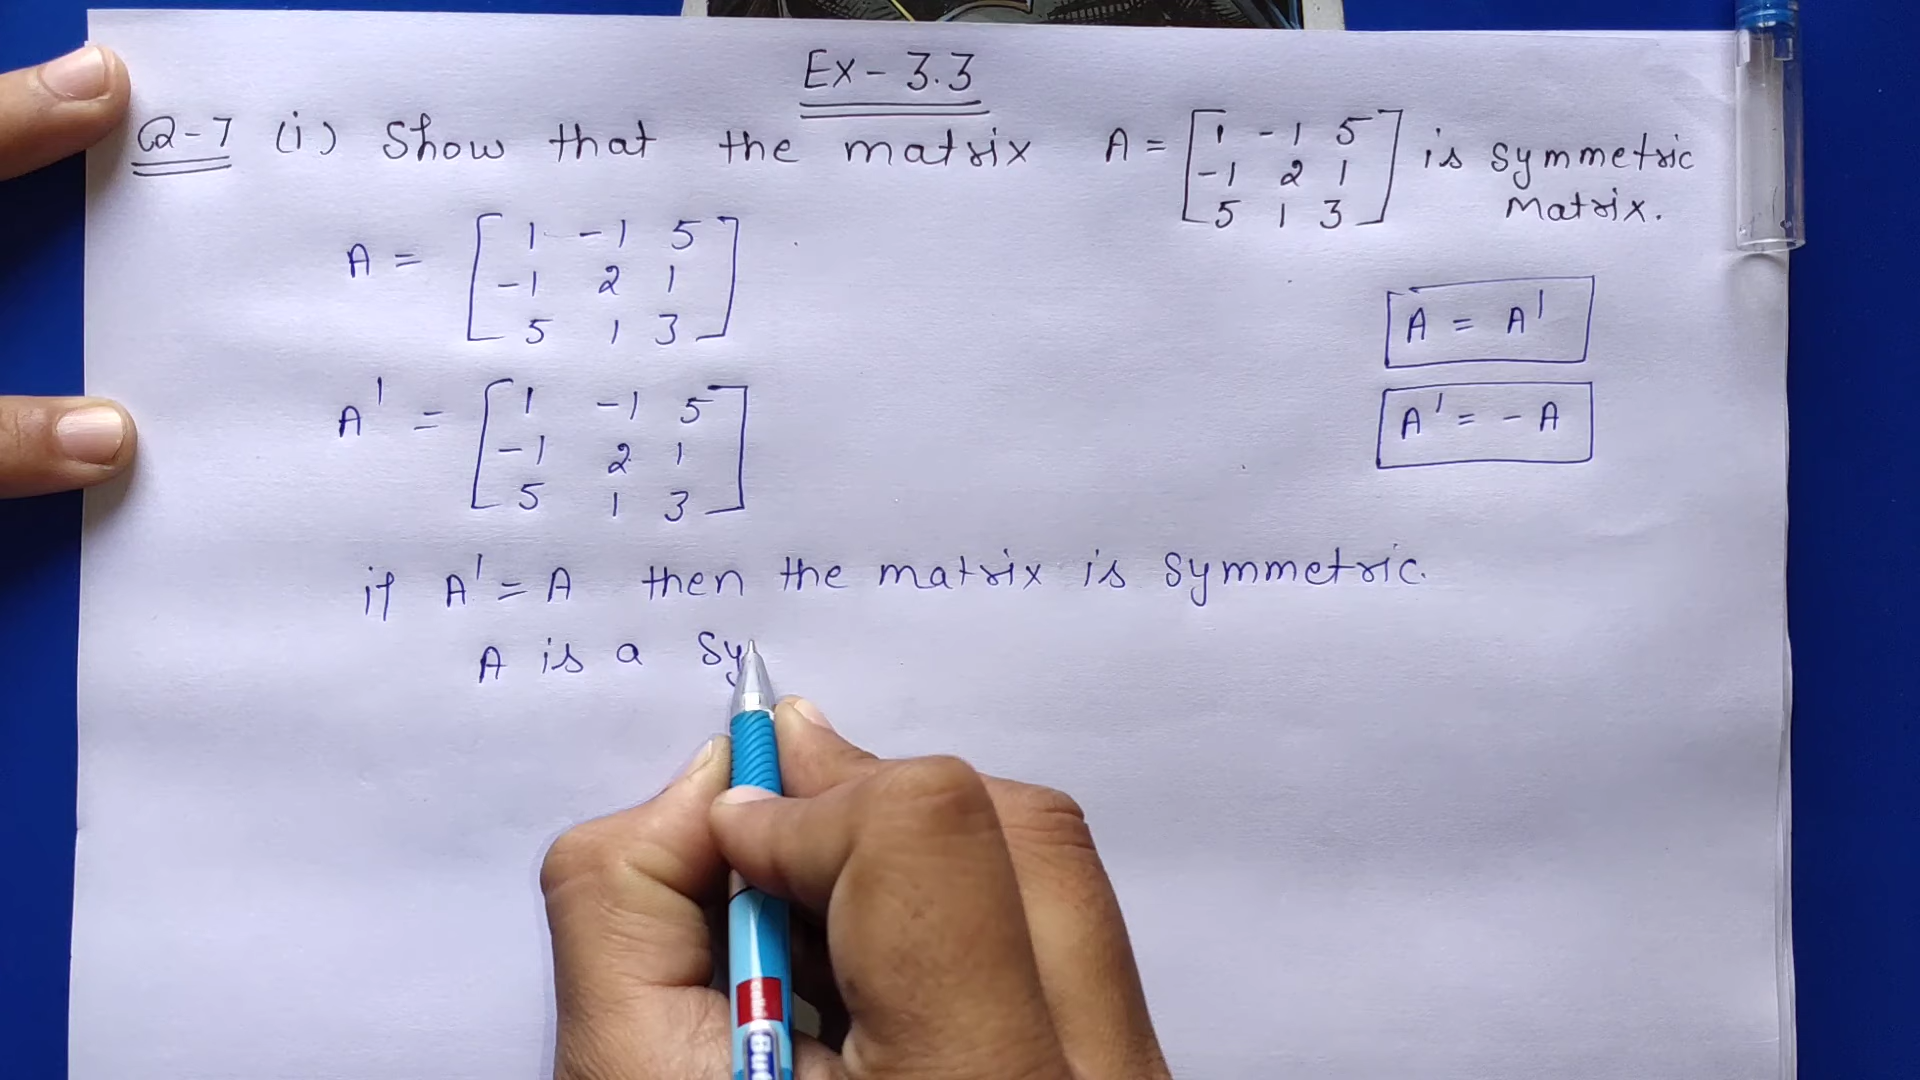 Ex - 3.3
Q-7 (i) Show that the matrix A = [1 -1 5
-1 2 1
5 1 3] is symmetric
Matrix.
A = [1 -1 5
-1 2 1
5 1 3]
A = A'
A' = [1 -1 5
-1 2 1
5 1 3]
A' = - A
if A' = A then the matrix is symmetric.
A is a Sy